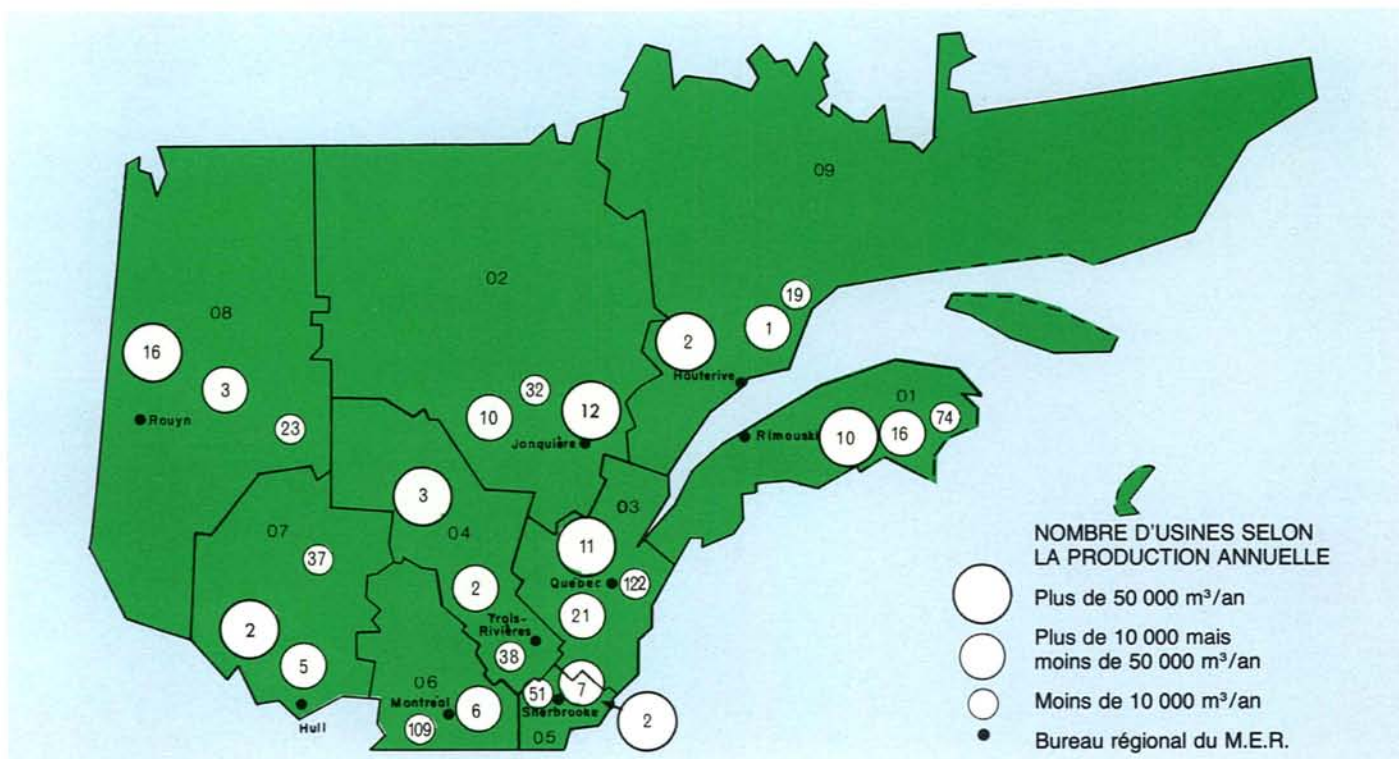 09
02
19
08
1
2
16
Hauterive
3
32
01
10
12
74
Rouyn
23
Jonquière
Rimouski
10
16
3
03
07
04
11
37
2
Québec
122
21
2
Trois-
Rivières
5
38
06
51
7
Montréal
6
Sherbrooke
2
109
Hull
05
NOMBRE D'USINES SELON
LA PRODUCTION ANNUELLE
Plus de 50 000 m³/an
Plus de 10 000 mais
moins de 50 000 m³/an
Moins de 10 000 m³/an
Bureau régional du M.E.R.